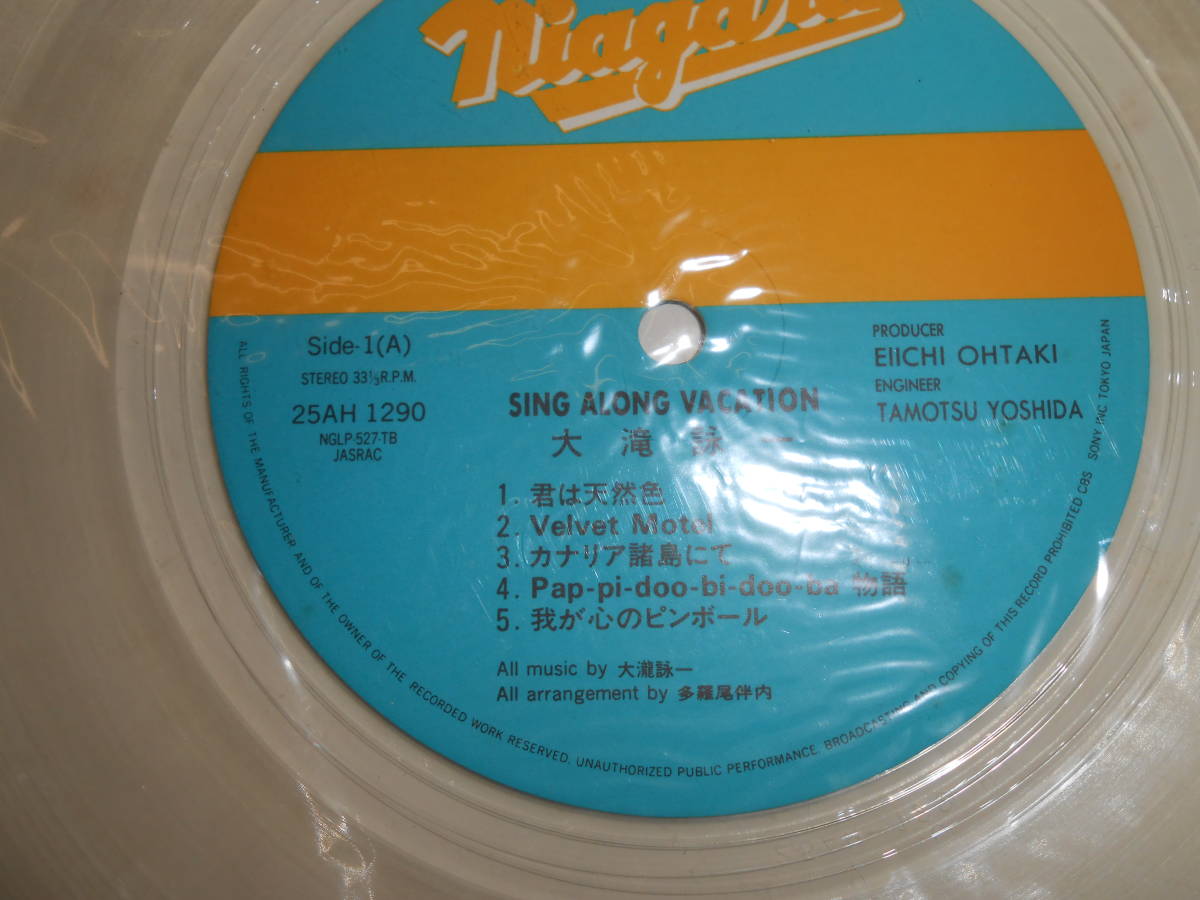 Niagara
Side-1(A)
STEREO 33⅓R.P.M.
25AH 1290
NGLP-527-TB
JASRAC
PRODUCER
EIICHI OHTAKI
ENGINEER
TAMOTSU YOSHIDA
SING ALONG VACATION
大滝詠一
1. 君は天然色
2. Velvet Motel
3. カナリア諸島にて
4. Pap-pi-doo-bi-doo-ba 物語
5. 我が心のピンボール
All music by 大瀧詠一
All arrangement by 多羅尾伴内
ALL RIGHTS OF THE MANUFACTURER AND OF THE OWNER OF THE RECORDED WORK RESERVED. UNAUTHORIZED PUBLIC PERFORMANCE, BROADCASTING AND COPYING OF THIS RECORD PROHIBITED CBS SONY INC TOKYO JAPAN